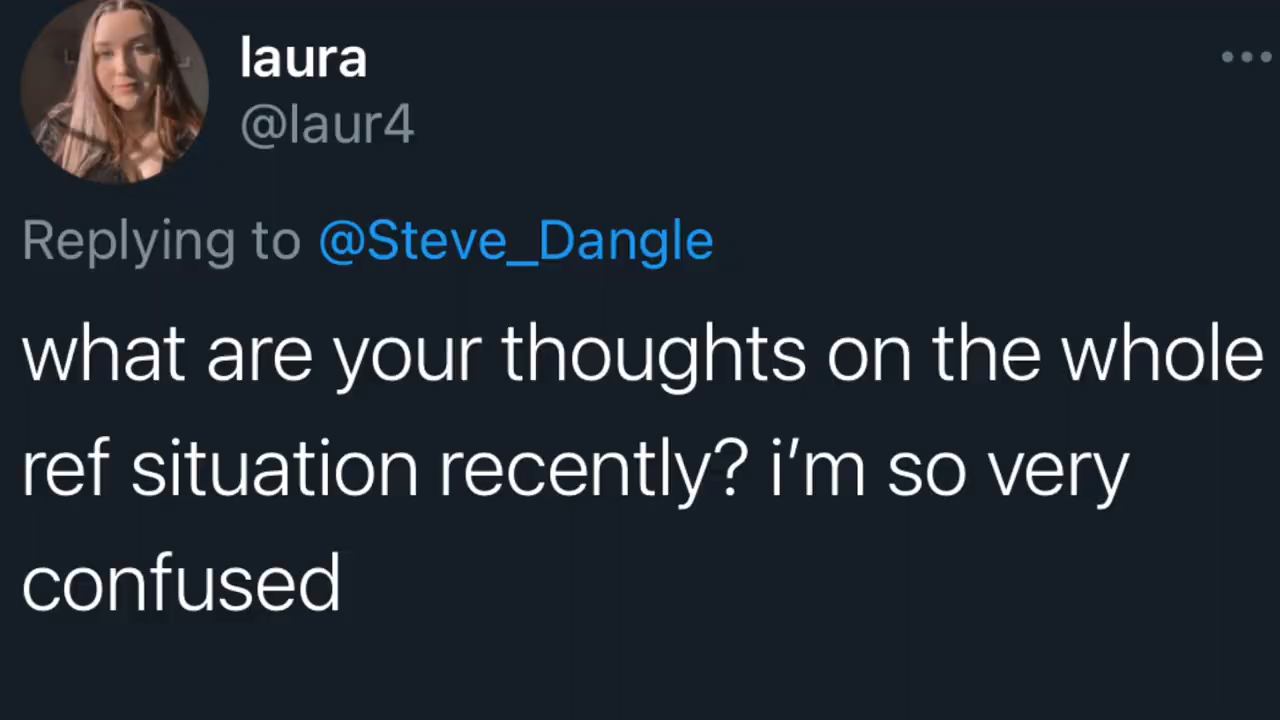 laura
@laur4
Replying to @Steve_Dangle
what are your thoughts on the whole
ref situation recently? i’m so very
confused